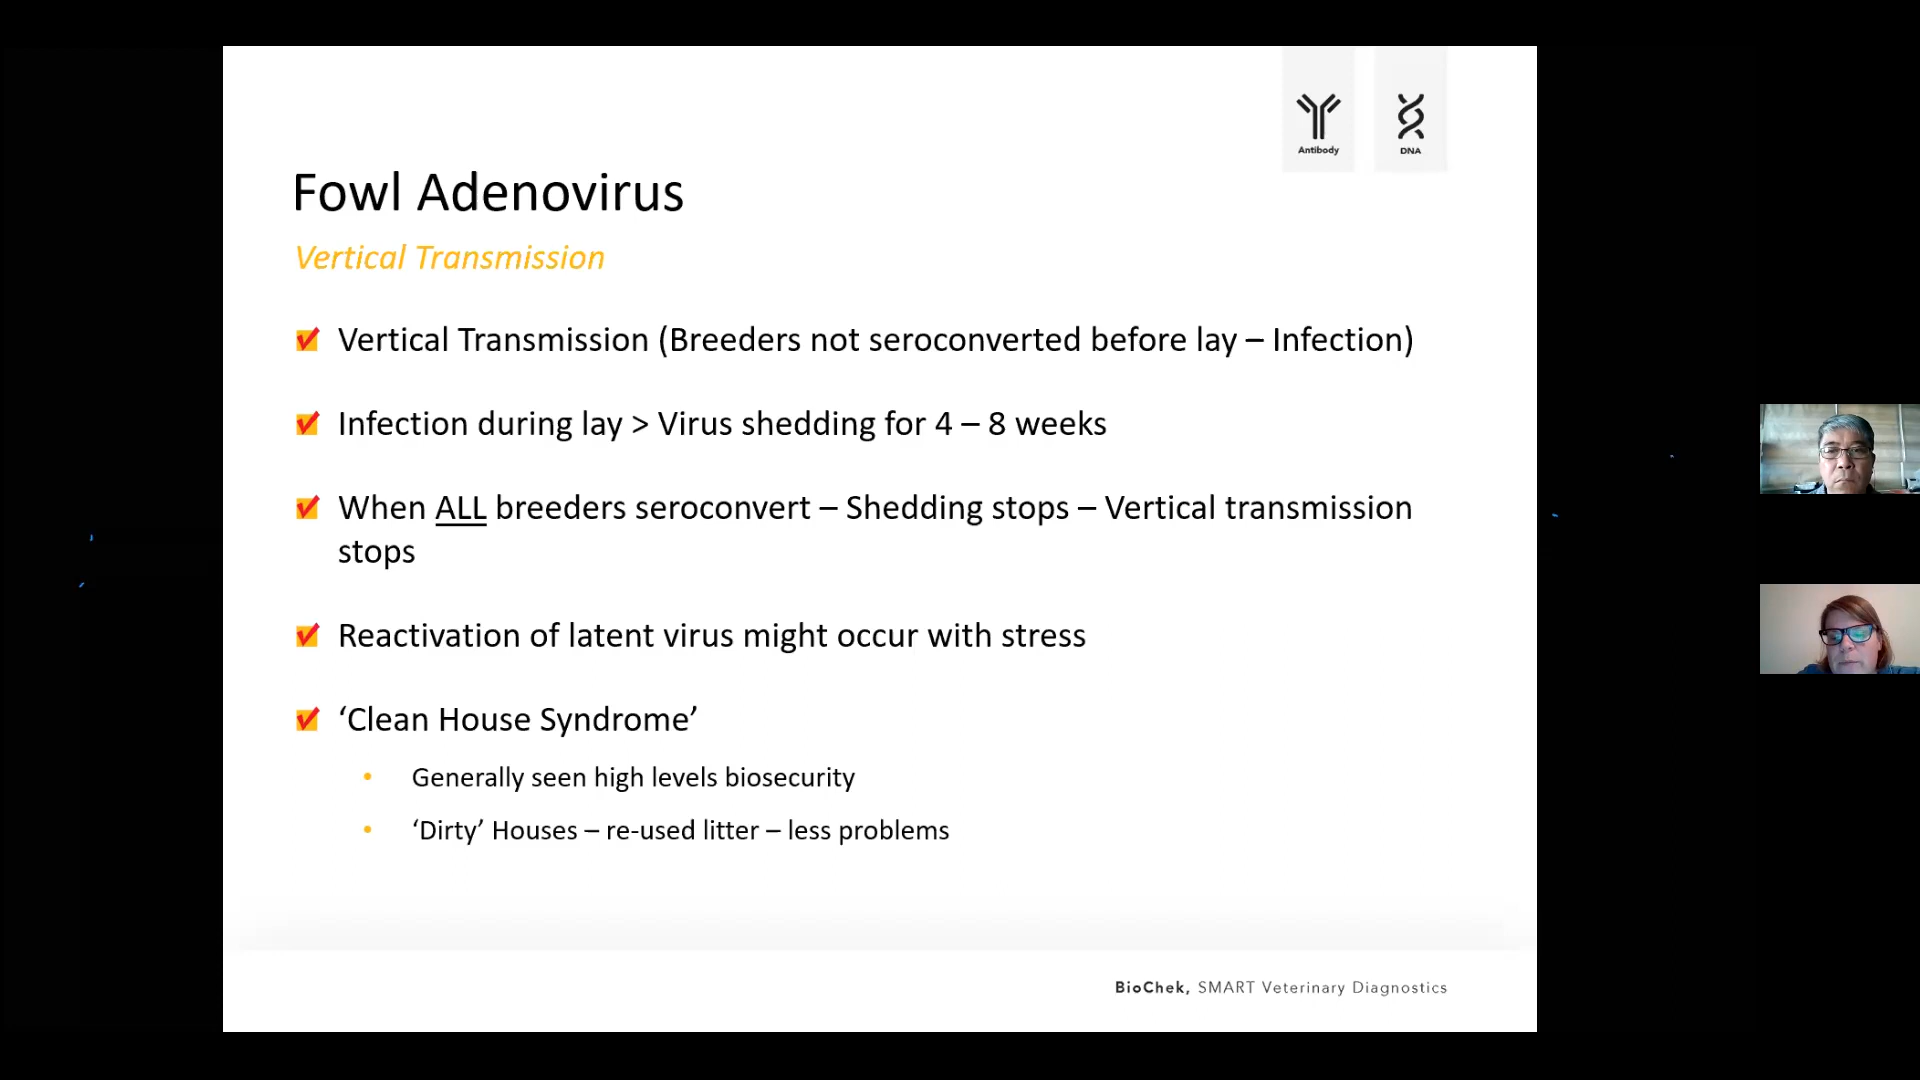 Antibody
DNA
Fowl Adenovirus
Vertical Transmission
Vertical Transmission (Breeders not seroconverted before lay – Infection)
Infection during lay > Virus shedding for 4 – 8 weeks
When ALL breeders seroconvert – Shedding stops – Vertical transmission
stops
Reactivation of latent virus might occur with stress
‘Clean House Syndrome’
• Generally seen high levels biosecurity
• ‘Dirty’ Houses – re-used litter – less problems
BioChek, SMART Veterinary Diagnostics